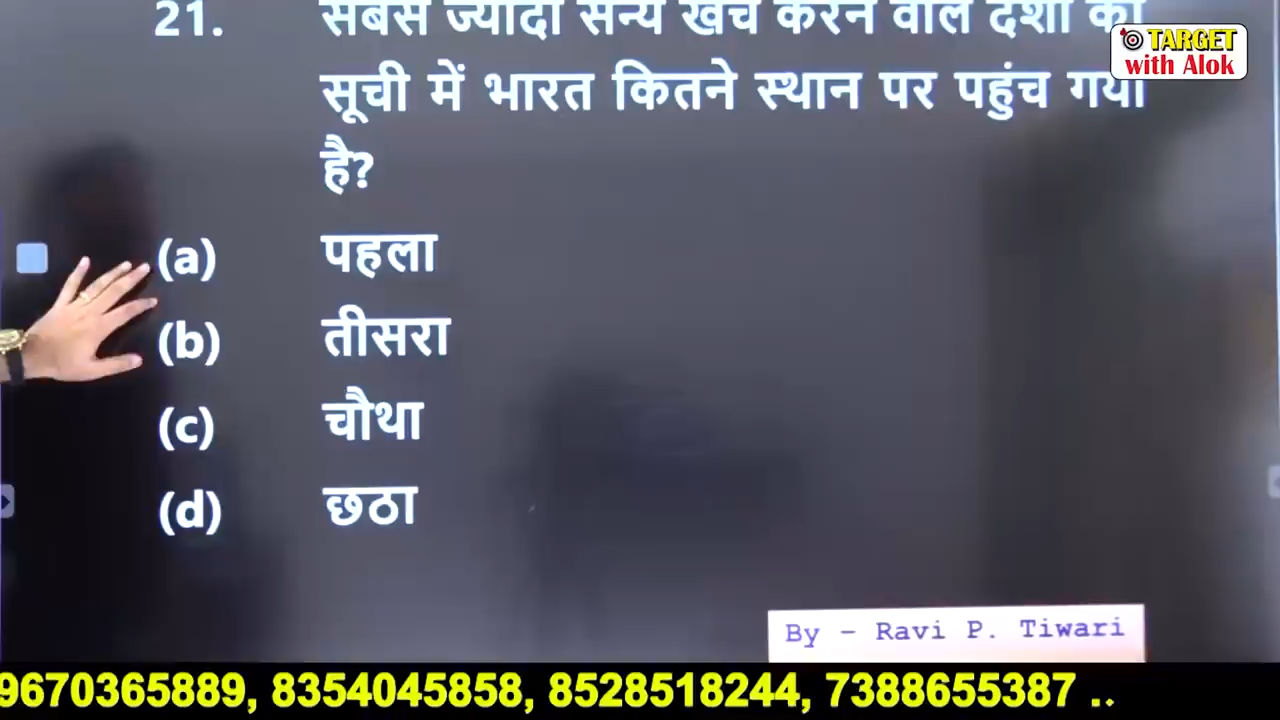 21. सबसे ज्यादा सैन्य खर्च करने वाले देशों की
सूची में भारत कितने स्थान पर पहुंच गया
है?
(a) पहला
(b) तीसरा
(c) चौथा
(d) छठा
TARGET
with Alok
By - Ravi P. Tiwari
9670365889, 8354045858, 8528518244, 7388655387 ..